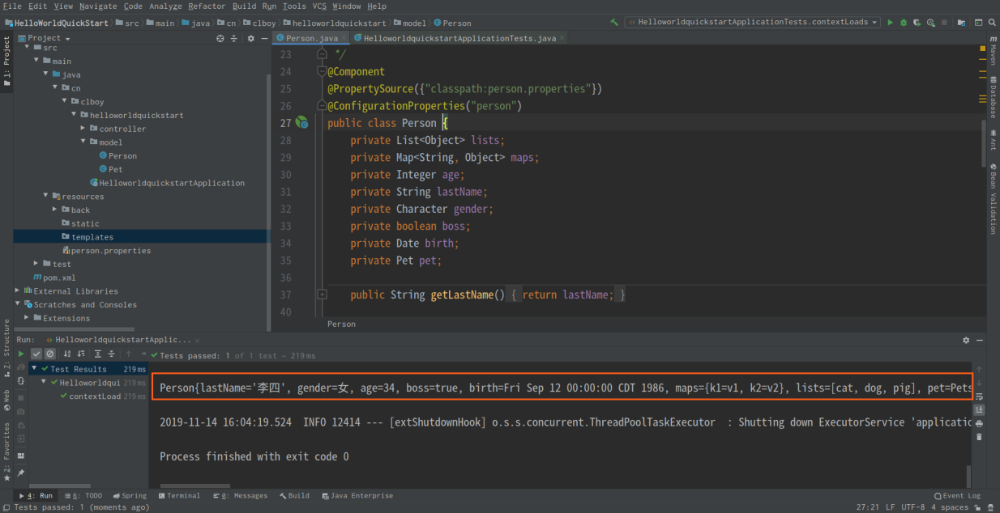 File Edit View Navigate Code Analyze Refactor Build Run Tools VCS Window Help
HelloWorldQuickStart src main java cn clboy helloworldquickstart model Person
HelloworldquickstartApplicationTests.contextLoads
Project
Person.java
HelloworldquickstartApplicationTests.java
1: Project
src
main
java
cn
clboy
helloworldquickstart
controller
model
Person
Pet
HelloworldquickstartApplication
resources
back
static
templates
person.properties
test
pom.xml
External Libraries
Scratches and Consoles
Extensions
23 */
24 @Component
25 @PropertySource({"classpath:person.properties"})
26 @ConfigurationProperties("person")
27 public class Person {
28 private List<Object> lists;
29 private Map<String, Object> maps;
30 private Integer age;
31 private String lastName;
32 private Character gender;
33 private boolean boss;
34 private Date birth;
35 private Pet pet;
36
37 public String getLastName() { return lastName; }
40
Person
Maven
Database
Ant
Bean Validation
Run: HelloworldquickstartApplic...
Tests passed: 1 of 1 test – 219 ms
Test Results 219 ms
Helloworldqui 219 ms
contextLoad 219 ms
Person{lastName='李四', gender=女, age=34, boss=true, birth=Fri Sep 12 00:00:00 CDT 1986, maps={k1=v1, k2=v2}, lists=[cat, dog, pig], pet=Pets
2019-11-14 16:04:19.524 INFO 12414 --- [extShutdownHook] o.s.s.concurrent.ThreadPoolTaskExecutor : Shutting down ExecutorService 'applicatio
Process finished with exit code 0
Z: Structure
Web
2: Favorites
4: Run 6: TODO Spring Terminal 0: Messages Build Java Enterprise Event Log
Tests passed: 1 (moments ago) 27:21 LF UTF-8 4 spaces